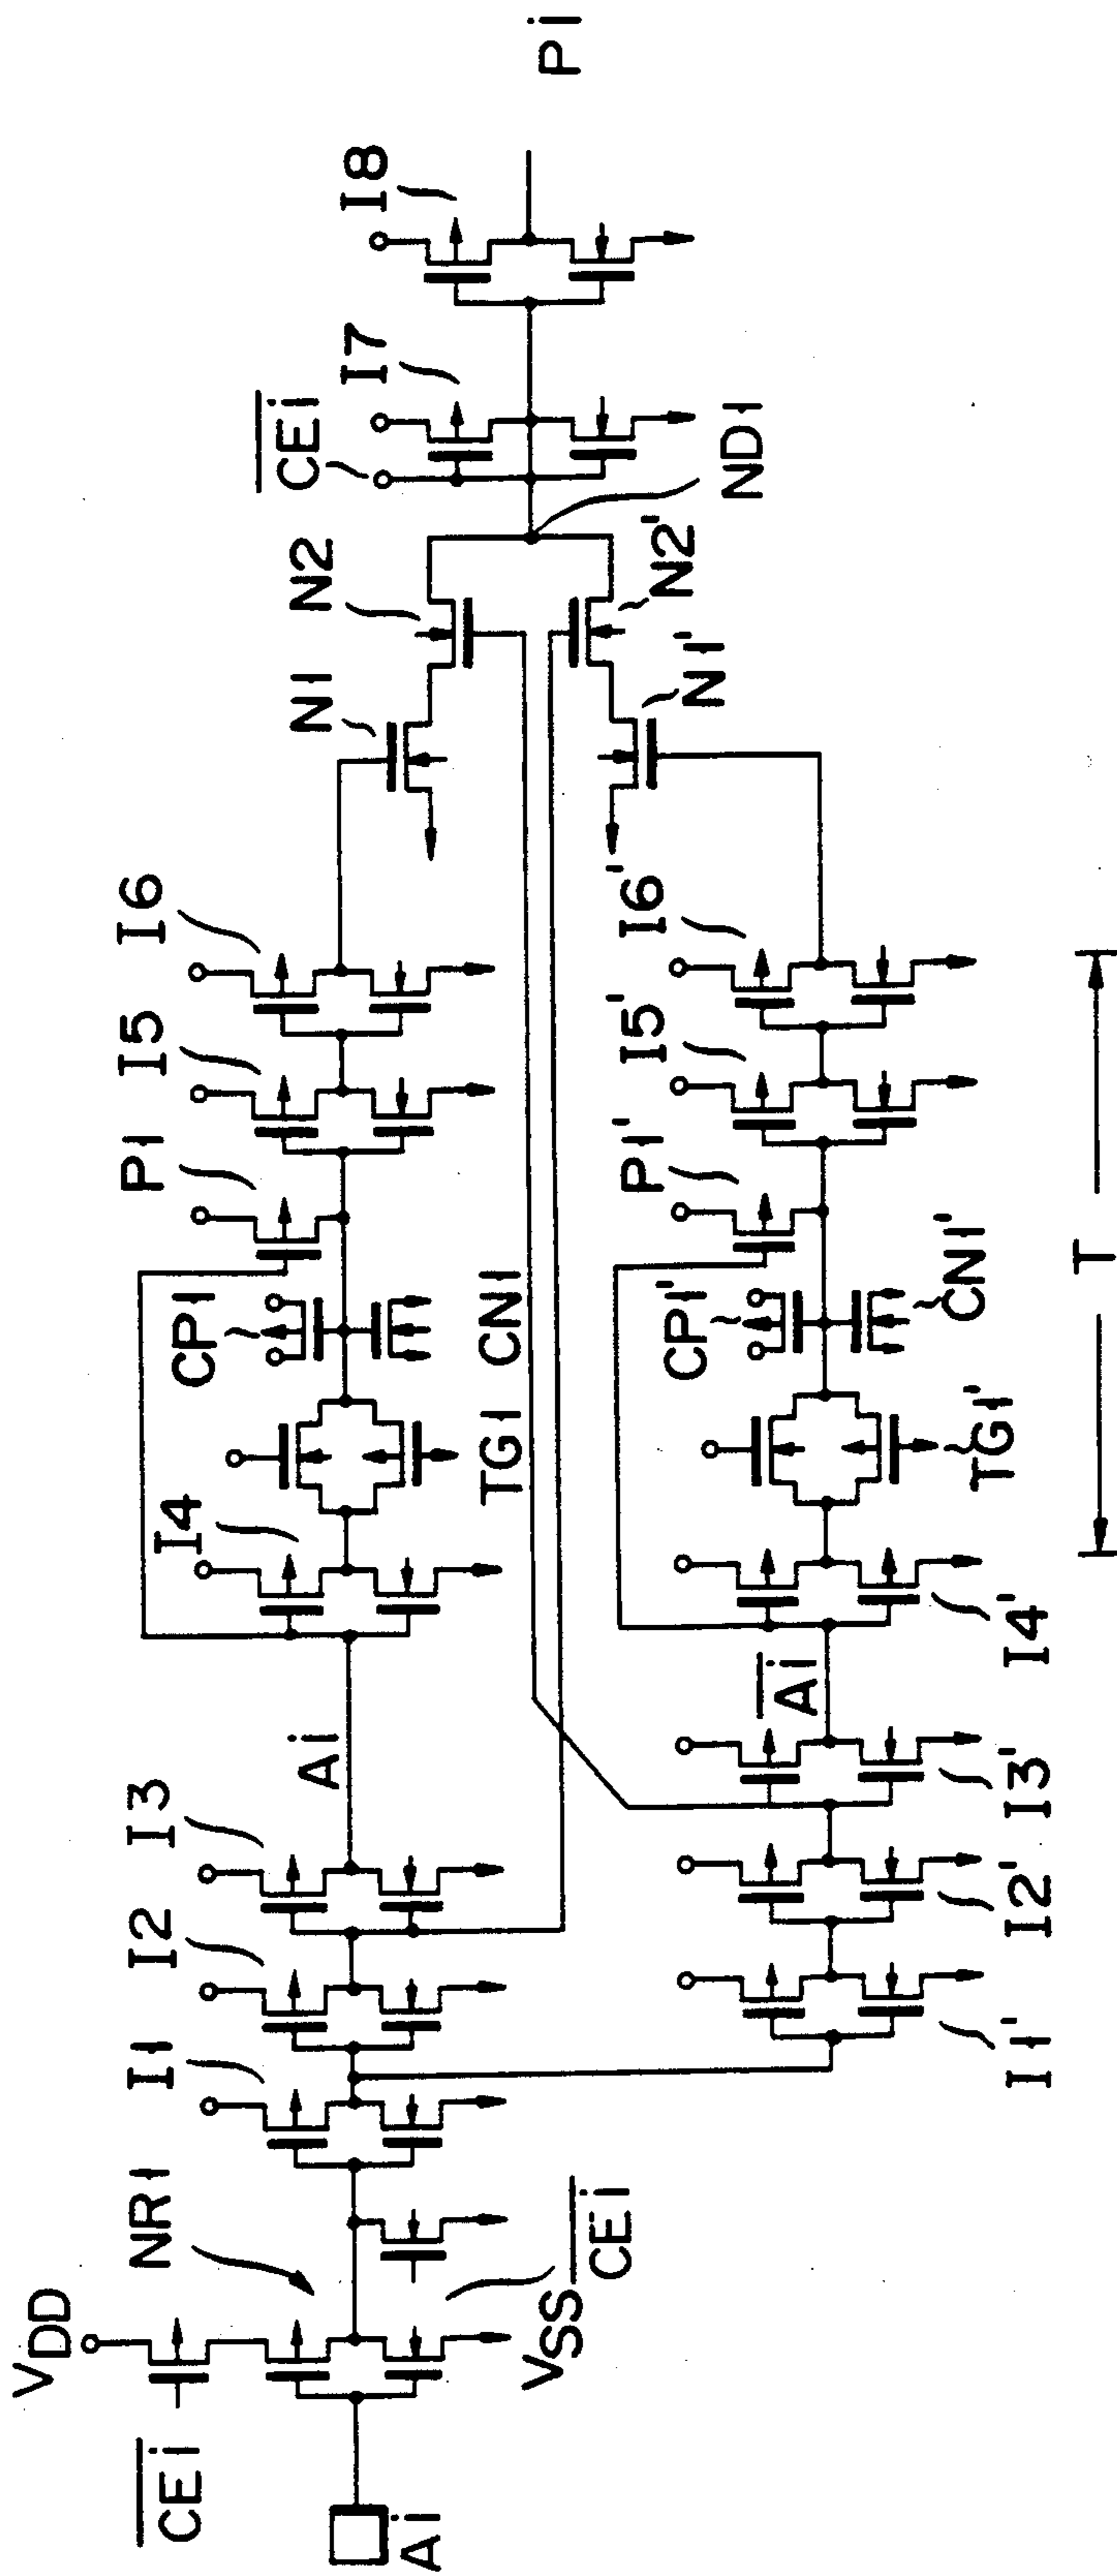 Pi
I8
I7
CEi
ND1
N2
N2'
N1
N1'
I6
I6'
I5
I5'
P1
P1'
CP1
CN1
CP1'
CN1'
T
TG1
TG1'
I4
I4'
Ai
Ai
I3
I3'
I2
I2'
I1
I1'
NR1
CEi
VDD
VSS
CEi
Ai